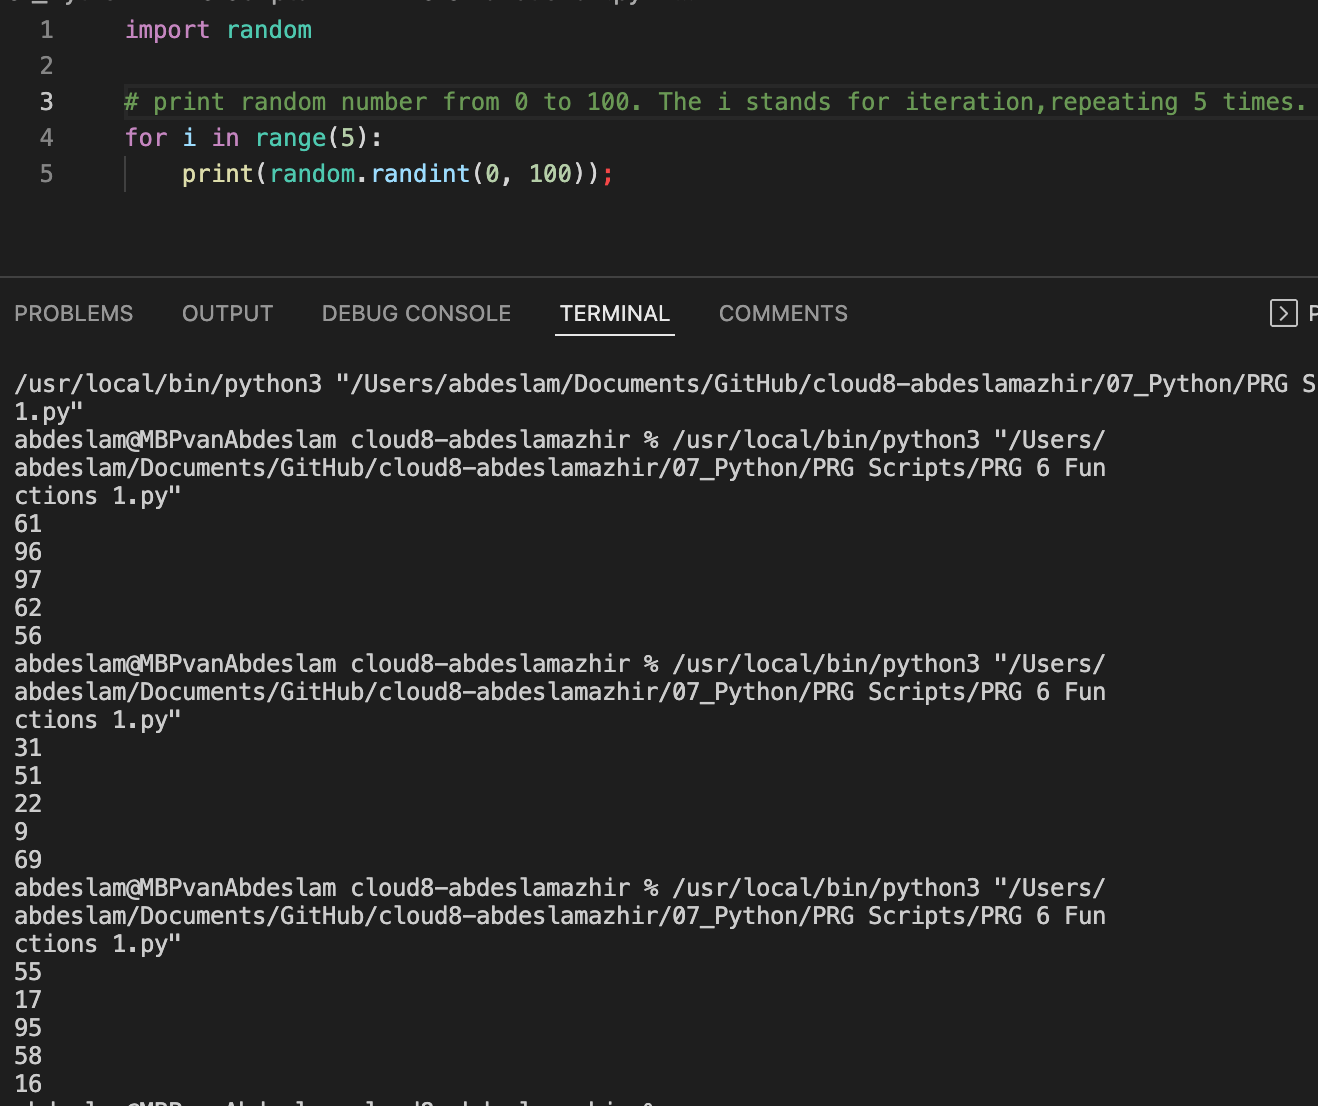 1 import random
2
3 # print random number from 0 to 100. The i stands for iteration,repeating 5 times.
4 for i in range(5):
5 print(random.randint(0, 100));
PROBLEMS OUTPUT DEBUG CONSOLE TERMINAL COMMENTS
/usr/local/bin/python3 "/Users/abdeslam/Documents/GitHub/cloud8-abdeslamazhir/07_Python/PRG S
1.py"
abdeslam@MBPvanAbdeslam cloud8-abdeslamazhir % /usr/local/bin/python3 "/Users/
abdeslam/Documents/GitHub/cloud8-abdeslamazhir/07_Python/PRG Scripts/PRG 6 Fun
ctions 1.py"
61
96
97
62
56
abdeslam@MBPvanAbdeslam cloud8-abdeslamazhir % /usr/local/bin/python3 "/Users/
abdeslam/Documents/GitHub/cloud8-abdeslamazhir/07_Python/PRG Scripts/PRG 6 Fun
ctions 1.py"
31
51
22
9
69
abdeslam@MBPvanAbdeslam cloud8-abdeslamazhir % /usr/local/bin/python3 "/Users/
abdeslam/Documents/GitHub/cloud8-abdeslamazhir/07_Python/PRG Scripts/PRG 6 Fun
ctions 1.py"
55
17
95
58
16